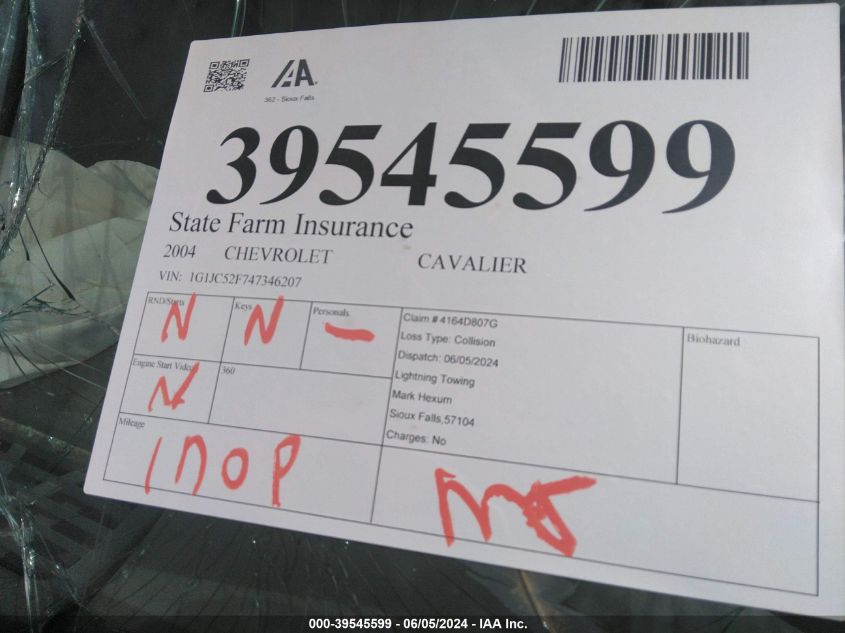 IAA
362 - Sioux Falls
39545599
State Farm Insurance
2004 CHEVROLET CAVALIER
VIN: 1G1JC52F747346207
RND/Starts N
Keys N
Personals —
Engine Start Video N
360
Mileage
inop
Claim # 4164D807G
Loss Type: Collision
Dispatch: 06/05/2024
Lightning Towing
Mark Hexum
Sioux Falls,57104
Charges: No
Biohazard
000-39545599 - 06/05/2024 - IAA Inc.